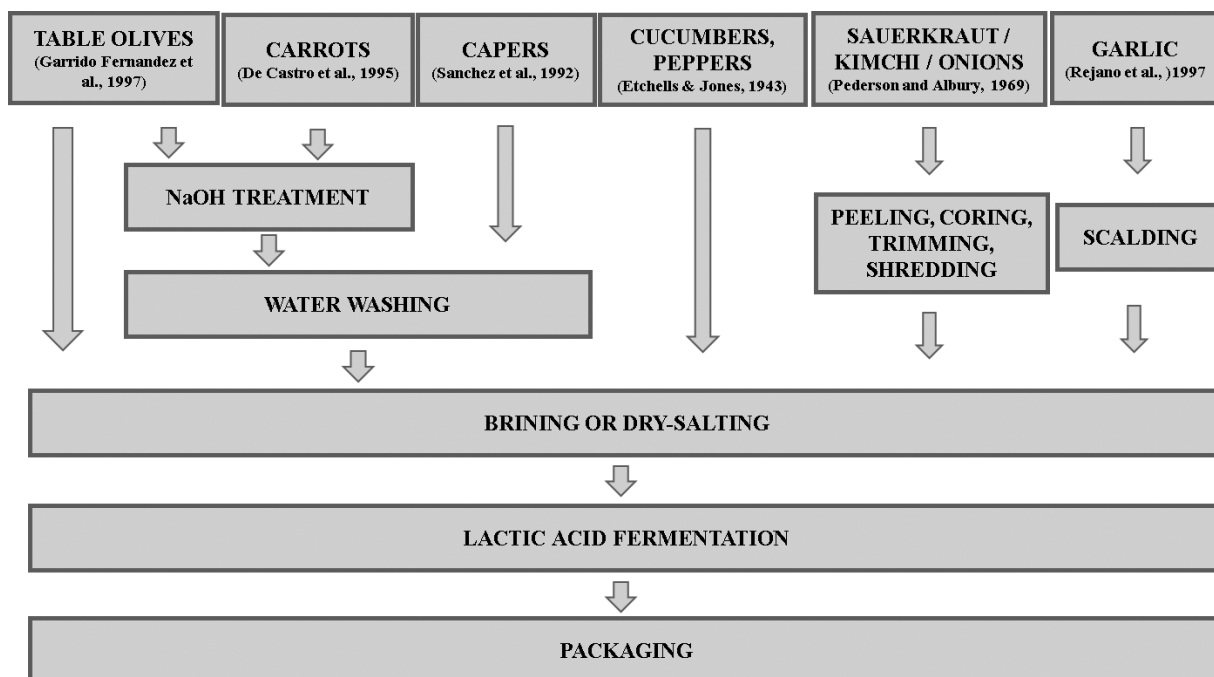 TABLE OLIVES
(Garrido Fernandez et
al., 1997)
CARROTS
(De Castro et al., 1995)
CAPERS
(Sanchez et al., 1992)
CUCUMBERS,
PEPPERS
(Etchells & Jones, 1943)
SAUERKRAUT /
KIMCHI / ONIONS
(Pederson and Albury, 1969)
GARLIC
(Rejano et al., )1997
NaOH TREATMENT
PEELING, CORING,
TRIMMING,
SHREDDING
SCALDING
WATER WASHING
BRINING OR DRY-SALTING
LACTIC ACID FERMENTATION
PACKAGING